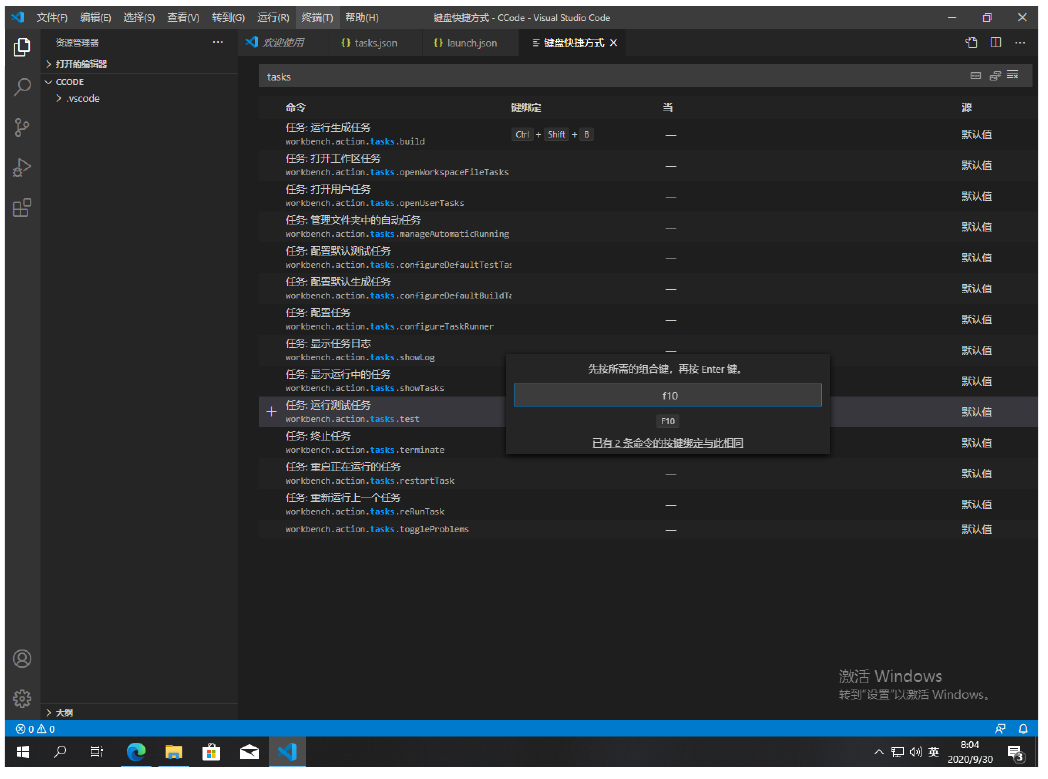 文件(F) 编辑(E) 选择(S) 查看(V) 转到(G) 运行(R) 终端(T) 帮助(H) 键盘快捷方式 - CCode - Visual Studio Code
资源管理器
欢迎使用 tasks.json launch.json 键盘快捷方式
打开的编辑器
CCODE
.vscode
tasks
命令 键绑定 当 源
任务: 运行生成任务
workbench.action.tasks.build
Ctrl + Shift + B — 默认值
任务: 打开工作区任务
workbench.action.tasks.openWorkspaceFileTasks
— 默认值
任务: 打开用户任务
workbench.action.tasks.openUserTasks
— 默认值
任务: 管理文件夹中的自动任务
workbench.action.tasks.manageAutomaticRunning
— 默认值
任务: 配置默认测试任务
workbench.action.tasks.configureDefaultTestTas
— 默认值
任务: 配置默认生成任务
workbench.action.tasks.configureDefaultBuildTa
— 默认值
任务: 配置任务
workbench.action.tasks.configureTaskRunner
— 默认值
任务: 显示任务日志
workbench.action.tasks.showLog
— 默认值
任务: 显示运行中的任务
workbench.action.tasks.showTasks
默认值
任务: 运行测试任务
workbench.action.tasks.test
默认值
任务: 终止任务
workbench.action.tasks.terminate
默认值
任务: 重启正在运行的任务
workbench.action.tasks.restartTask
— 默认值
任务: 重新运行上一个任务
workbench.action.tasks.reRunTask
— 默认值
workbench.action.tasks.toggleProblems — 默认值
先按所需的组合键，再按 Enter 键。
f10
F10
已有 2 条命令的按键绑定与此相同
激活 Windows
转到"设置"以激活 Windows。
大纲
0 0
英
8:04
2020/9/30
3